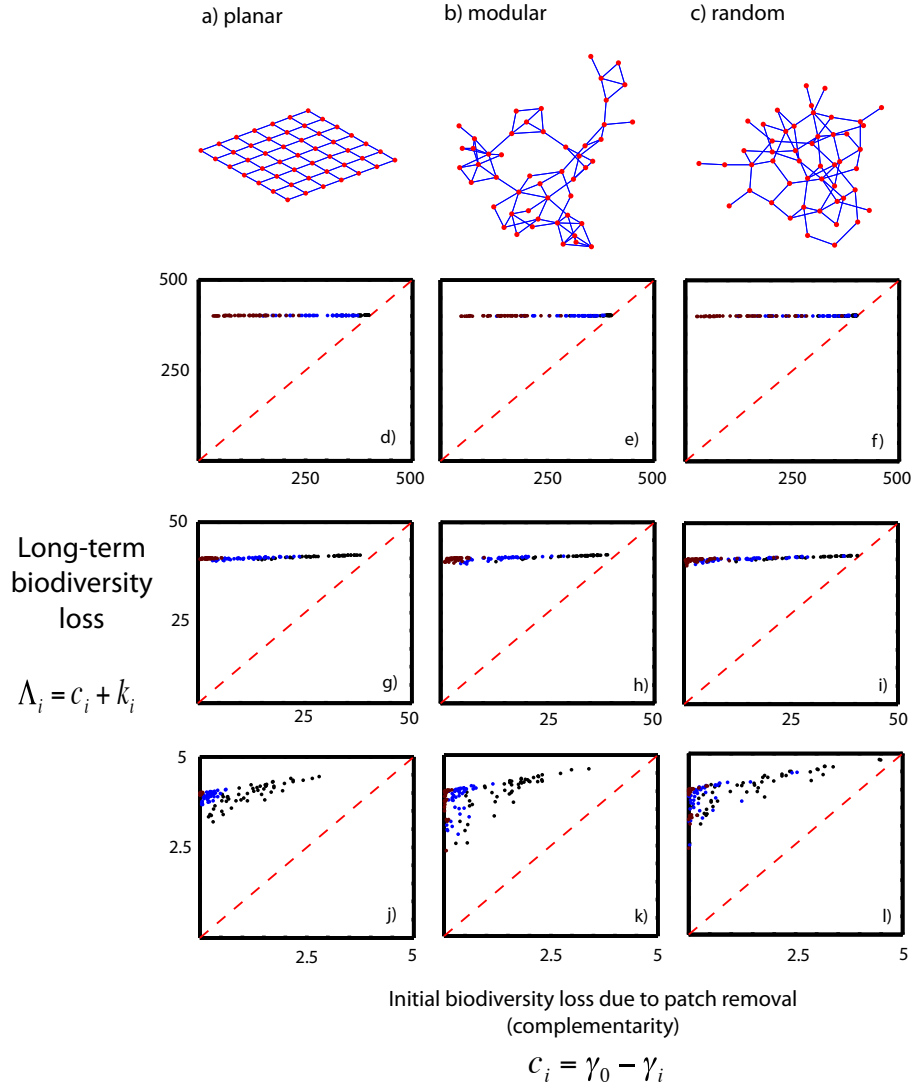 a) planar
b) modular
c) random
500
250
d)
e)
f)
250
500
250
500
250
500
50
25
g)
h)
i)
25
50
25
50
25
50
Long-term
biodiversity
loss
Λᵢ = cᵢ + kᵢ
5
2.5
j)
k)
l)
2.5
5
2.5
5
2.5
5
Initial biodiversity loss due to patch removal
(complementarity)
cᵢ = γ₀ − γᵢ